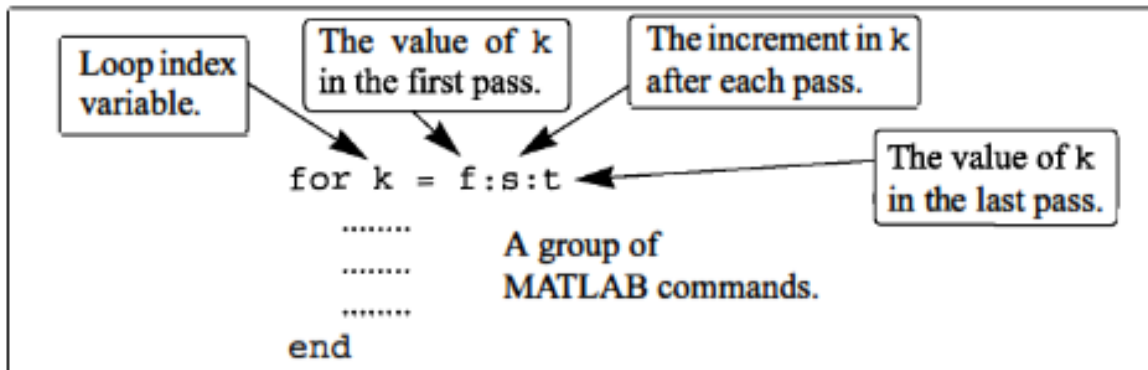 Loop index
variable.
The value of k
in the first pass.
The increment in k
after each pass.
for k = f:s:t
The value of k
in the last pass.
........
........
........
A group of
MATLAB commands.
end